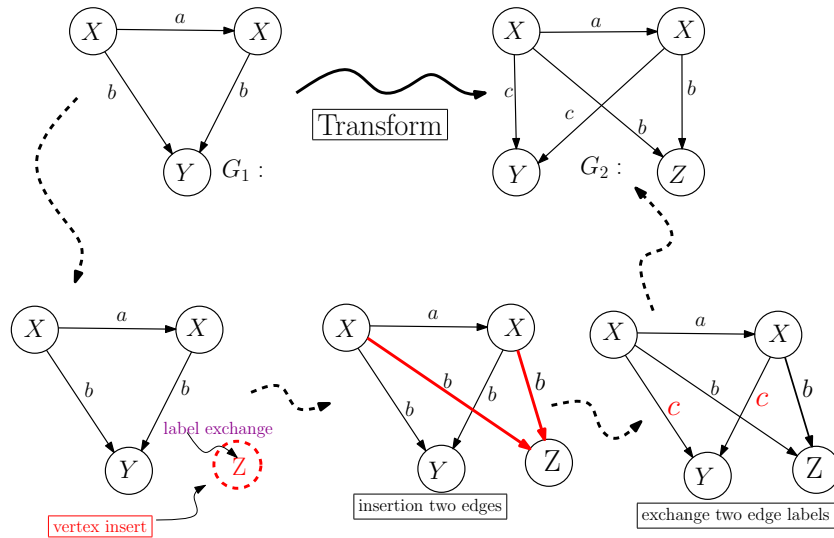 X a X
b b
Y G₁ :
Transform
X a X
c c b b
Y G₂ : Z
X a X
b b
Y
label exchange
Z
vertex insert
X a X
b b b b
Y Z
insertion two edges
X a X
c b c b
Y Z
exchange two edge labels